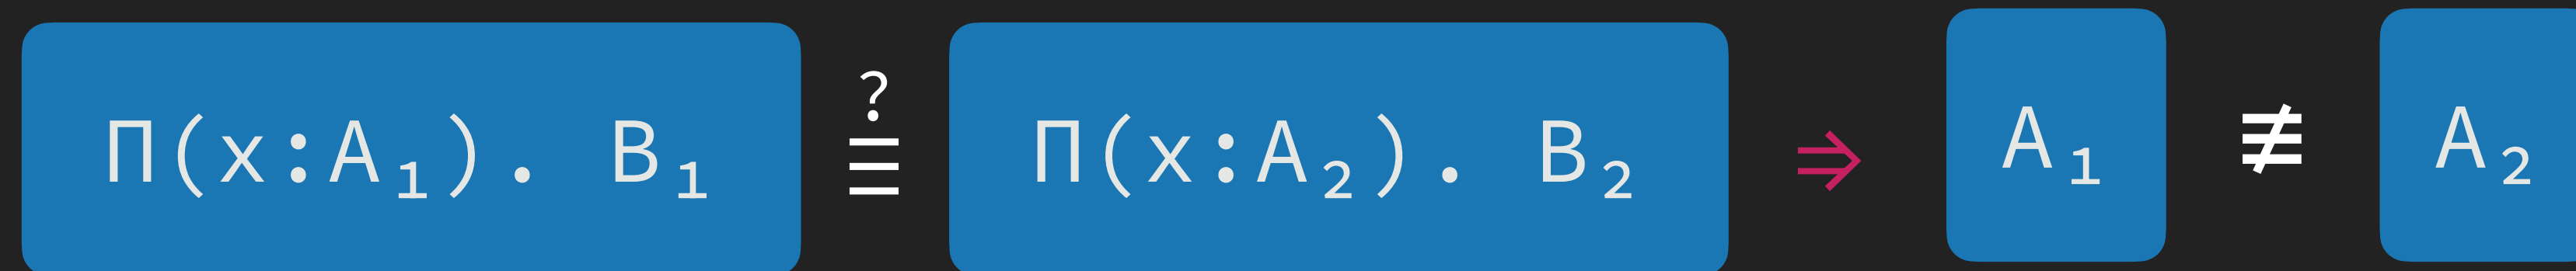 Π(x:A₁). B₁ ≟ Π(x:A₂). B₂ ⇒ A₁ ≢ A₂